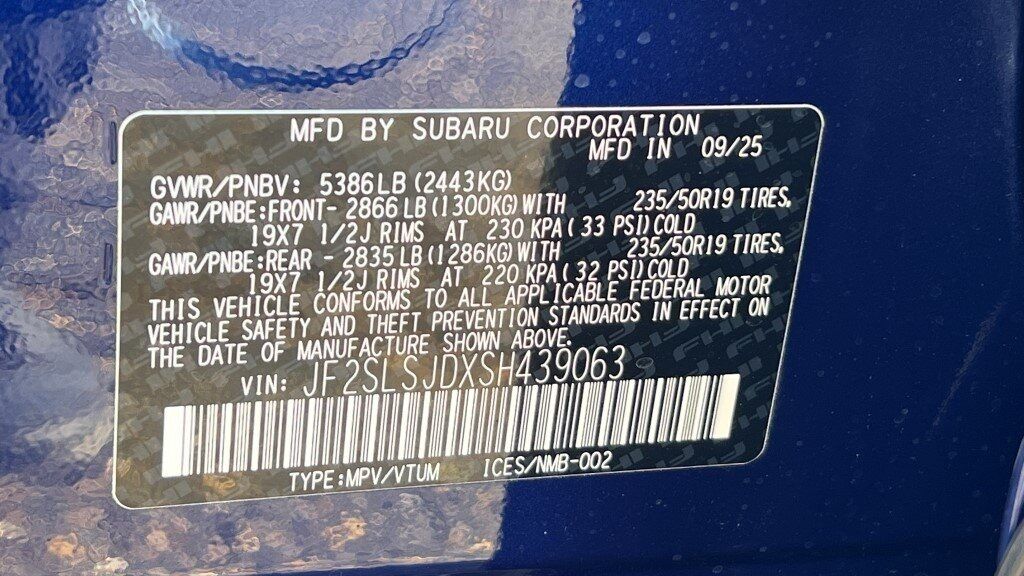 MFD BY SUBARU CORPORATION
MFD IN 09/25
GVWR/PNBV: 5386LB (2443KG)
GAWR/PNBE:FRONT- 2866LB (1300KG) WITH 235/50R19 TIRES,
19X7 1/2J RIMS AT 230 KPA (33 PSI) COLD
GAWR/PNBE:REAR - 2835LB (1286KG) WITH 235/50R19 TIRES,
19X7 1/2J RIMS AT 220 KPA (32 PSI) COLD
THIS VEHICLE CONFORMS TO ALL APPLICABLE FEDERAL MOTOR
VEHICLE SAFETY AND THEFT PREVENTION STANDARDS IN EFFECT ON
THE DATE OF MANUFACTURE SHOWN ABOVE.
VIN: JF2SLSJDXSH439063
TYPE:MPV/VTUM ICES/NMB-002